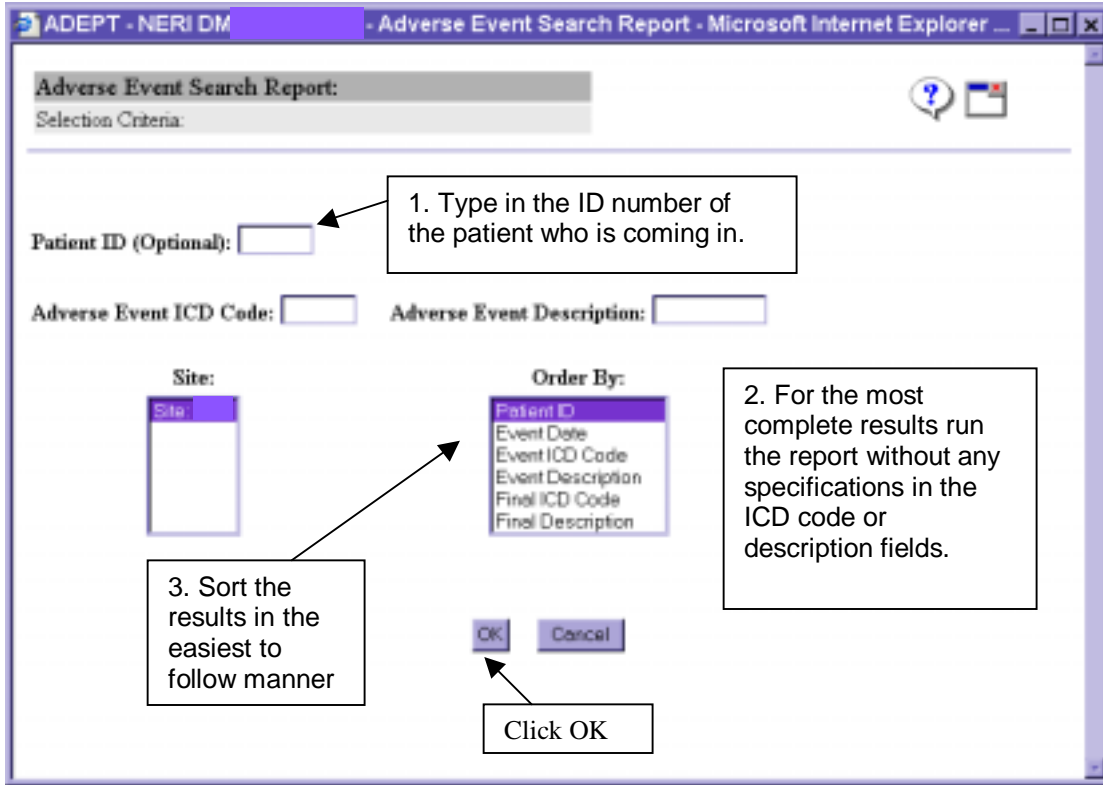 ADEPT - NERI DM - Adverse Event Search Report - Microsoft Internet Explorer ...
Adverse Event Search Report:
Selection Criteria:
1. Type in the ID number of
the patient who is coming in.
Patient ID (Optional):
Adverse Event ICD Code: Adverse Event Description:
Site: Order By:
Site:
Patient ID
Event Date
Event ICD Code
Event Description
Final ICD Code
Final Description
2. For the most
complete results run
the report without any
specifications in the
ICD code or
description fields.
3. Sort the
results in the
easiest to
follow manner
OK Cancel
Click OK